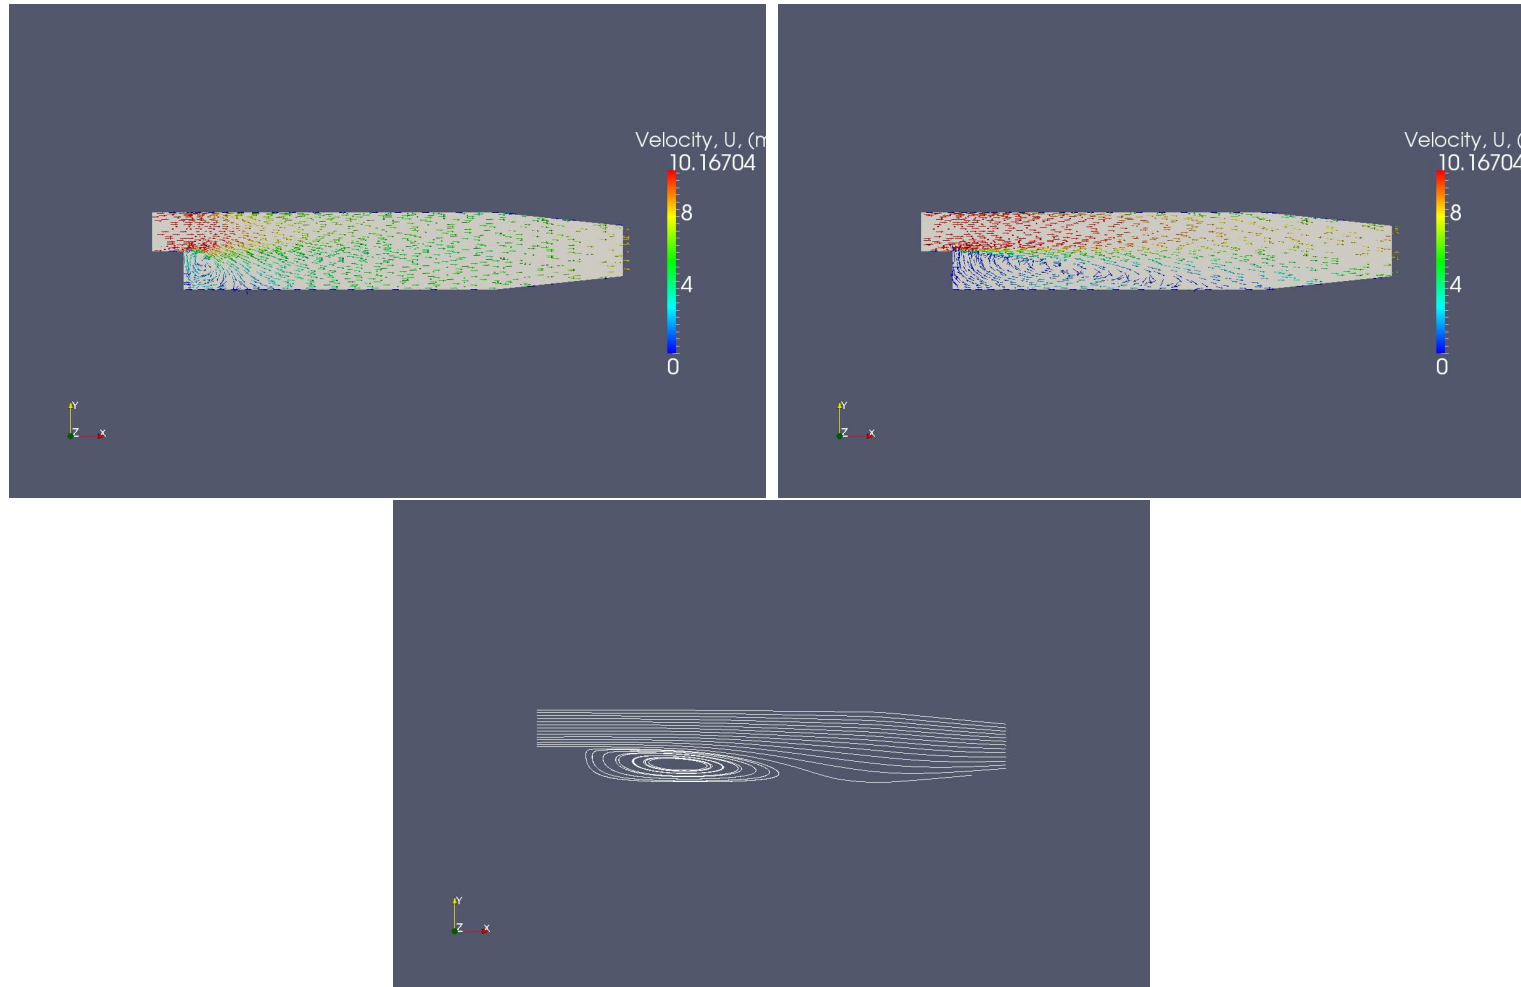 Velocity, U, (m
10.16704
8
4
0
Y
Z X
Velocity, U, (
10.16704
8
4
0
Y
Z X
Y
Z X